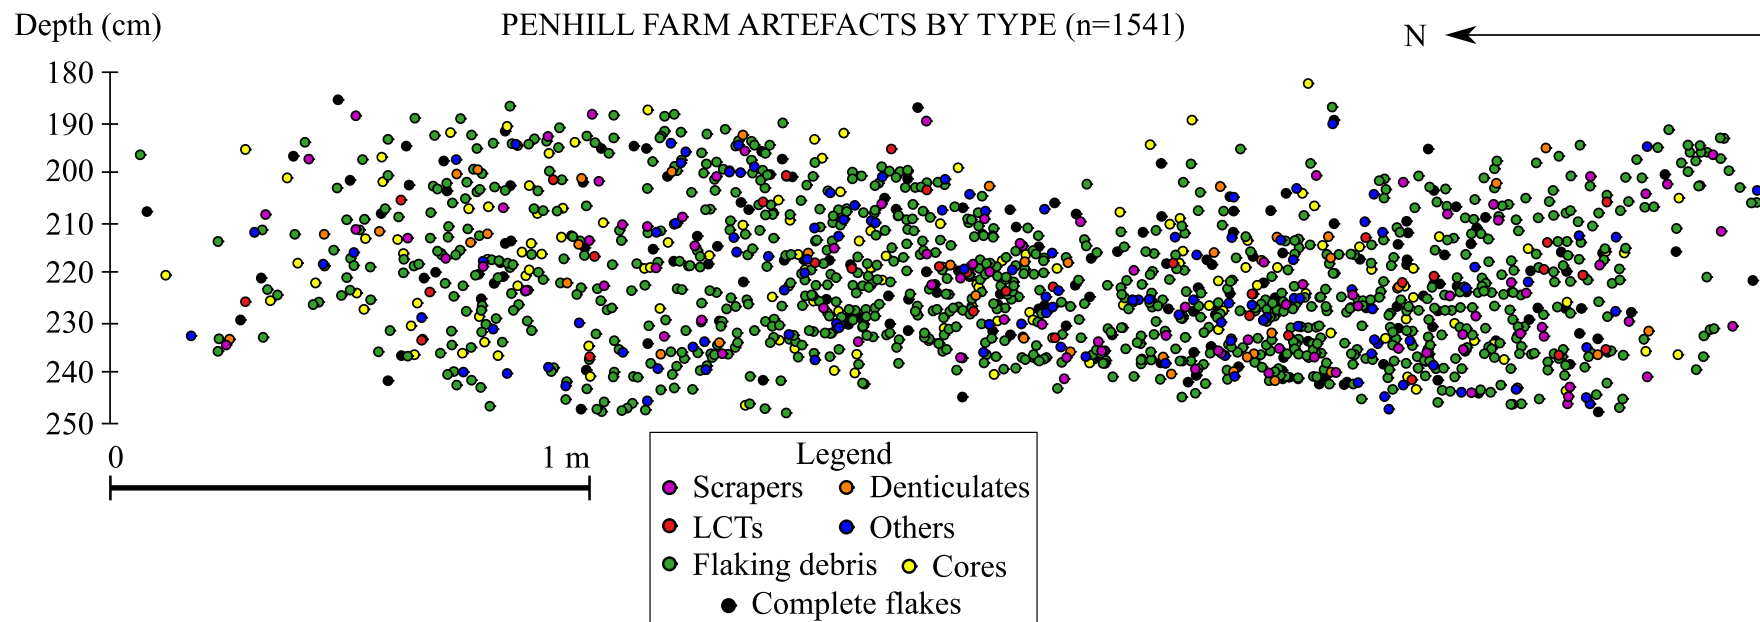 Depth (cm)
PENHILL FARM ARTEFACTS BY TYPE (n=1541)
N
180
190
200
210
220
230
240
250
0
1 m
Legend
Scrapers
Denticulates
LCTs
Others
Flaking debris
Cores
Complete flakes